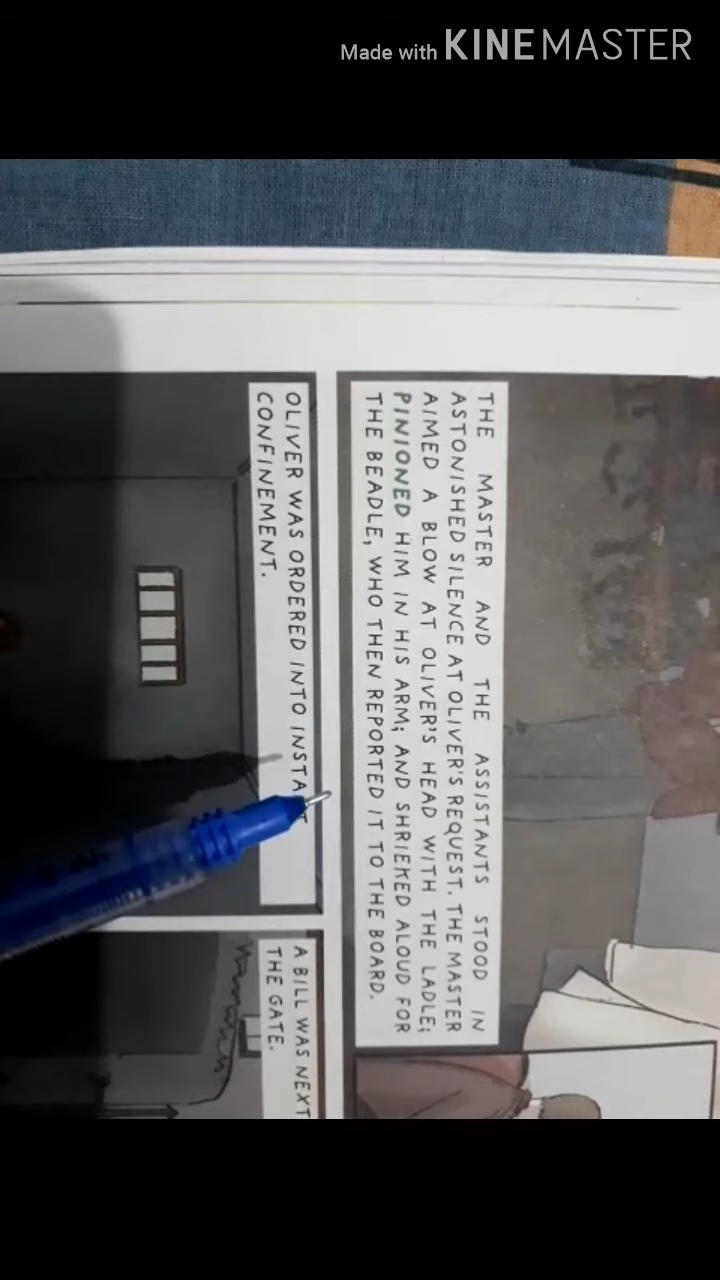 Made with KINEMASTER
THE MASTER AND THE ASSISTANTS STOOD IN
ASTONISHED SILENCE AT OLIVER'S REQUEST. THE MASTER
AIMED A BLOW AT OLIVER'S HEAD WITH THE LADLE;
PINIONED HIM IN HIS ARM; AND SHRIEKED ALOUD FOR
THE BEADLE, WHO THEN REPORTED IT TO THE BOARD.
OLIVER WAS ORDERED INTO INSTANT
CONFINEMENT.
A BILL WAS NEXT
THE GATE.